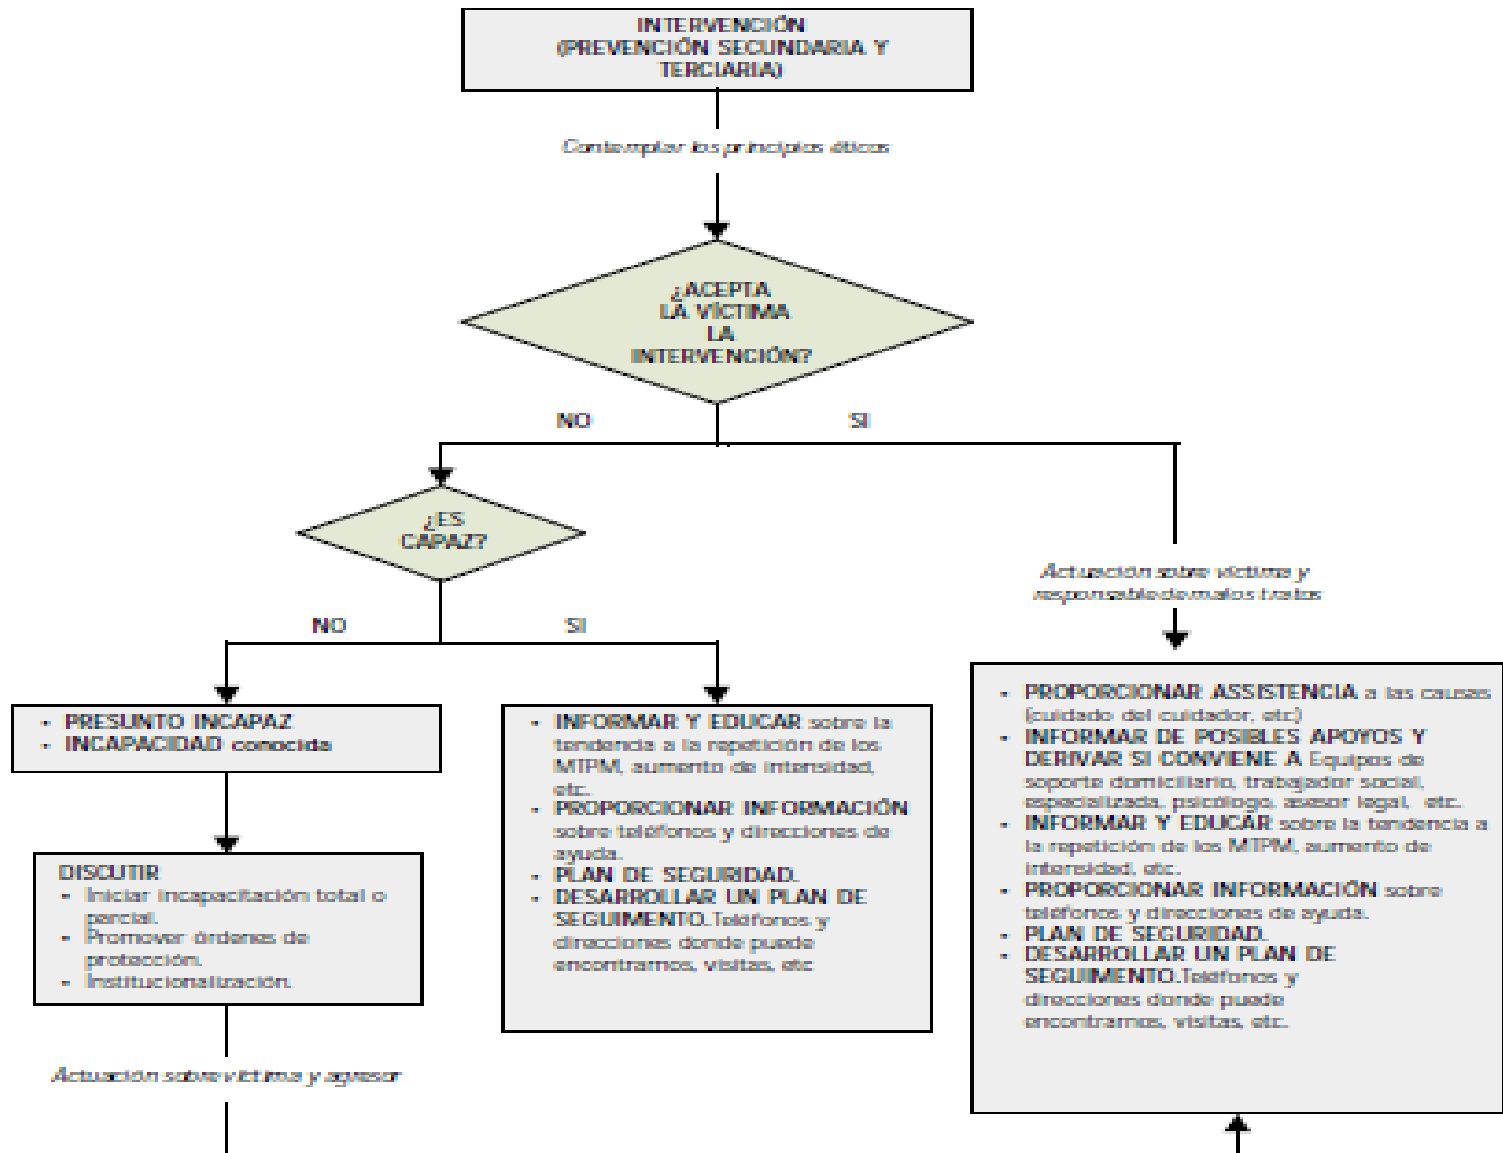 INTERVENCIÓN
(PREVENCIÓN SECUNDARIA Y
TERCIARIA)
Contemplar los principios éticos
¿ACEPTA
LA VÍCTIMA
LA
INTERVENCIÓN?
NO
SI
¿ES
CAPAZ?
NO
SI
• PRESUNTO INCAPAZ
• INCAPACIDAD conocida
DISCUTIR
• Iniciar incapacitación total o
parcial.
• Promover órdenes de
protección.
• Institucionalización.
Actuación sobre víctima y agresor
• INFORMAR Y EDUCAR sobre la
tendencia a la repetición de los
MTPM, aumento de intensidad,
etc.
• PROPORCIONAR INFORMACIÓN
sobre teléfonos y direcciones de
ayuda.
• PLAN DE SEGURIDAD.
• DESARROLLAR UN PLAN DE
SEGUIMENTO. Teléfonos y
direcciones donde puede
encontrarnos, visitas, etc
Actuación sobre víctima y
responsable de malos tratos
• PROPORCIONAR ASSISTENCIA a las causas
(cuidado del cuidador, etc)
• INFORMAR DE POSIBLES APOYOS Y
DERIVAR SI CONVIENE A Equipos de
soporte domiciliario, trabajador social,
especializada, psicólogo, asesor legal, etc.
• INFORMAR Y EDUCAR sobre la tendencia a
la repetición de los MTPM, aumento de
intensidad, etc.
• PROPORCIONAR INFORMACIÓN sobre
teléfonos y direcciones de ayuda.
• PLAN DE SEGURIDAD.
• DESARROLLAR UN PLAN DE
SEGUIMENTO. Teléfonos y
direcciones donde puede
encontrarnos, visitas, etc.